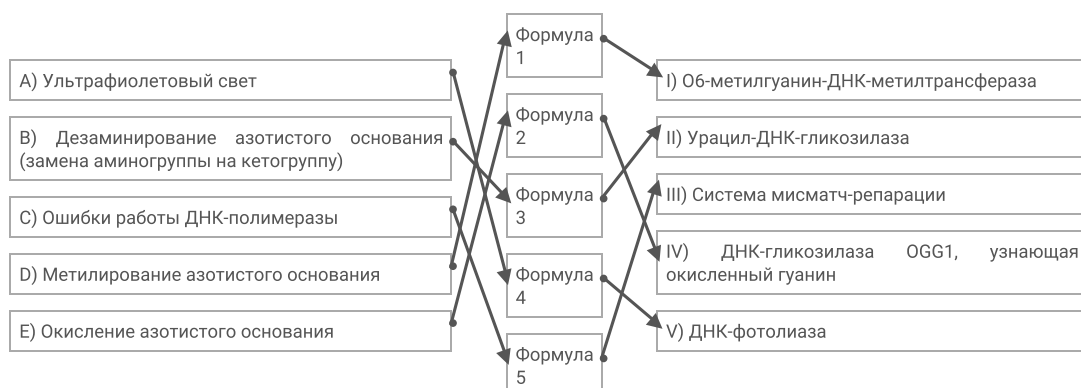 A) Ультрафиолетовый свет
B) Дезаминирование азотистого основания
(замена аминогруппы на кетогруппу)
C) Ошибки работы ДНК-полимеразы
D) Метилирование азотистого основания
E) Окисление азотистого основания
Формула
1
Формула
2
Формула
3
Формула
4
Формула
5
I) О6-метилгуанин-ДНК-метилтрансфераза
II) Урацил-ДНК-гликозилаза
III) Система мисматч-репарации
IV) ДНК-гликозилаза OGG1, узнающая
окисленный гуанин
V) ДНК-фотолиаза